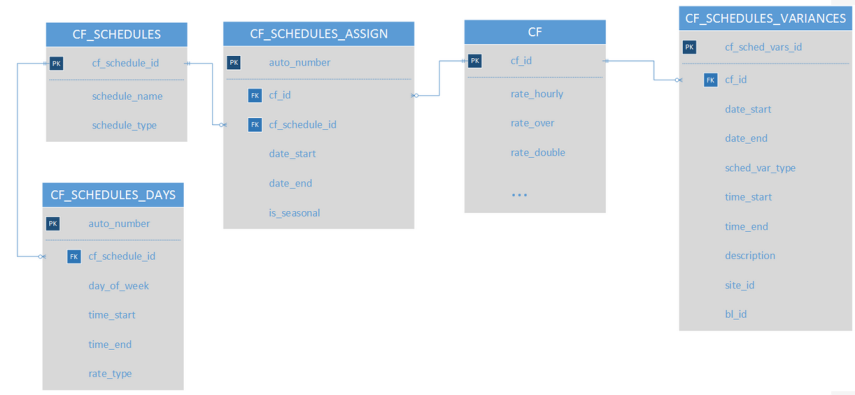 CF_SCHEDULES
PK cf_schedule_id
schedule_name
schedule_type
CF_SCHEDULES_DAYS
PK auto_number
FK cf_schedule_id
day_of_week
time_start
time_end
rate_type
CF_SCHEDULES_ASSIGN
PK auto_number
FK cf_id
FK cf_schedule_id
date_start
date_end
is_seasonal
CF
PK cf_id
rate_hourly
rate_over
rate_double
...
CF_SCHEDULES_VARIANCES
PK cf_sched_vars_id
FK cf_id
date_start
date_end
sched_var_type
time_start
time_end
description
site_id
bl_id